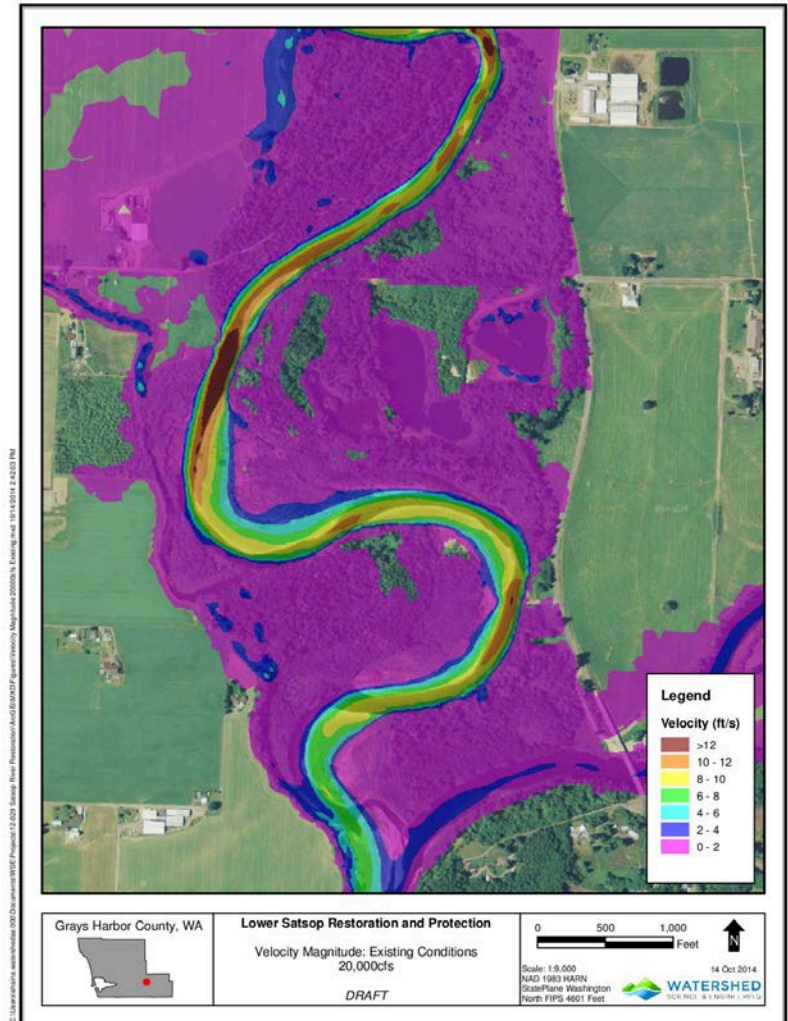 Legend
Velocity (ft/s)
>12
10 - 12
8 - 10
6 - 8
4 - 6
2 - 4
0 - 2
Grays Harbor County, WA
Lower Satsop Restoration and Protection
Velocity Magnitude: Existing Conditions
20,000cfs
DRAFT
0 500 1,000
Feet
N
Scale: 1:9,000
NAD 1983 HARN
StatePlane Washington
North FIPS 4601 Feet
14 Oct 2014
WATERSHED
SCIENCE & ENGINEERING